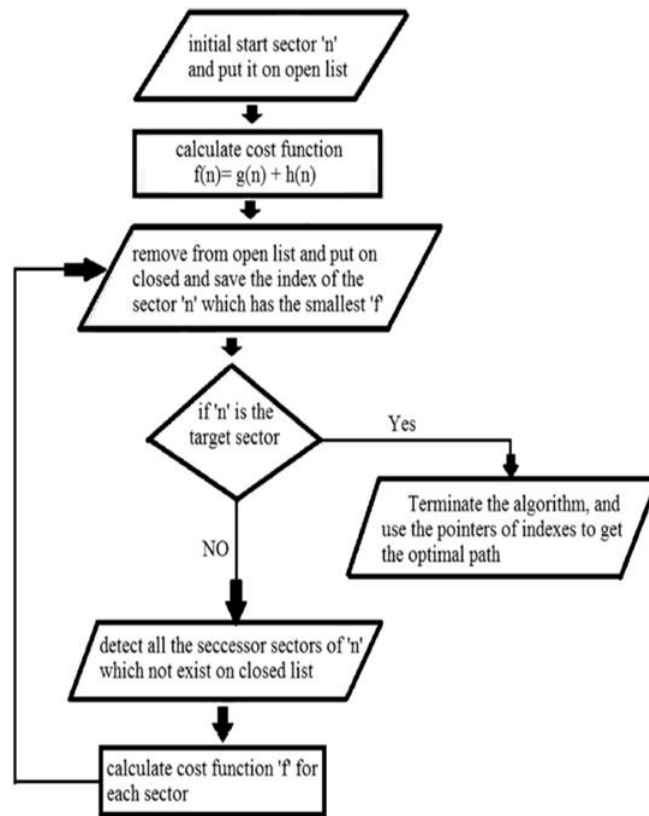 initial start sector 'n'
and put it on open list
calculate cost function
f(n)= g(n) + h(n)
remove from open list and put on
closed and save the index of the
sector 'n' which has the smallest 'f'
if 'n' is the
target sector
Yes
Terminate the algorithm, and
use the pointers of indexes to get
the optimal path
NO
detect all the seccessor sectors of 'n'
which not exist on closed list
calculate cost function 'f' for
each sector